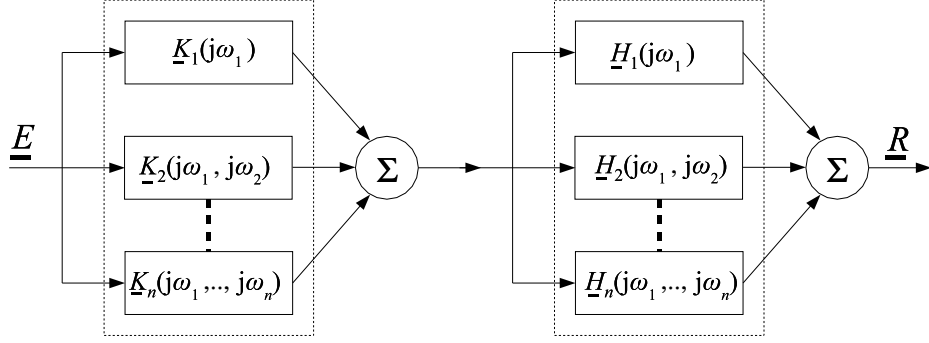 K₁(jω₁)
H₁(jω₁)
E
K₂(jω₁, jω₂)
Σ
H₂(jω₁, jω₂)
Σ
R
Kₙ(jω₁,.., jωₙ)
Hₙ(jω₁,.., jωₙ)